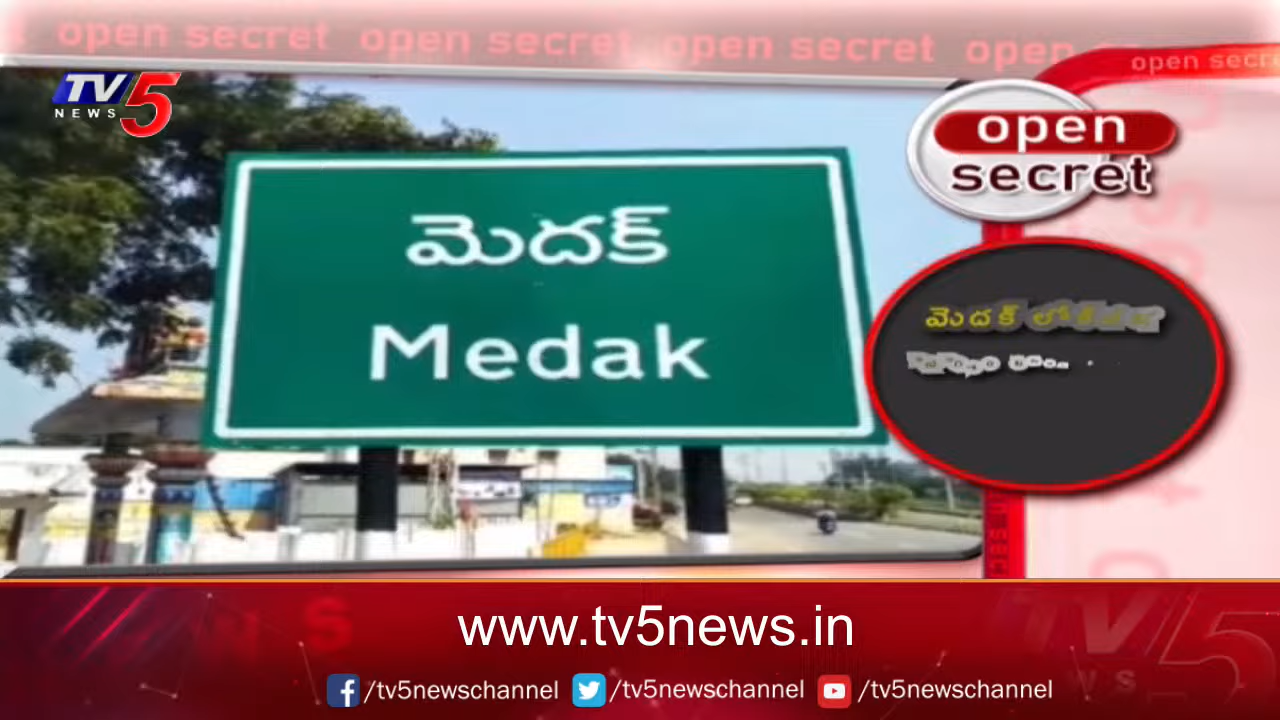 open secret open secret open secret open
open secre
TV5
NEWS
open
secret
మెదక్
Medak
మెదక్
www.tv5news.in
/tv5newschannel /tv5newschannel /tv5newschannel